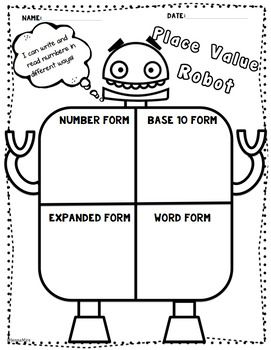 NAME: DATE:
I can write and
read numbers in
different ways!
Place Value
Robot
NUMBER FORM BASE 10 FORM
EXPANDED FORM WORD FORM